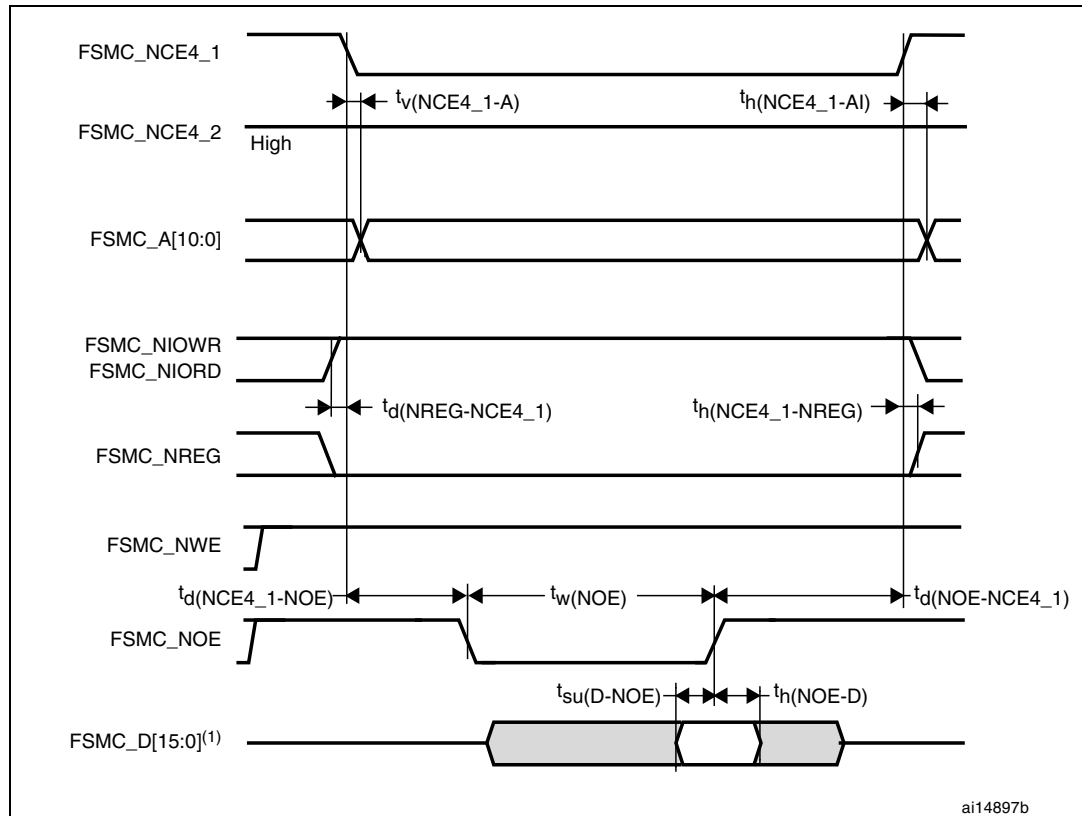 FSMC_NCE4_1
tv(NCE4_1-A)
th(NCE4_1-AI)
FSMC_NCE4_2
High
FSMC_A[10:0]
FSMC_NIOWR
FSMC_NIORD
td(NREG-NCE4_1)
th(NCE4_1-NREG)
FSMC_NREG
FSMC_NWE
td(NCE4_1-NOE)
tw(NOE)
td(NOE-NCE4_1)
FSMC_NOE
tsu(D-NOE)
th(NOE-D)
FSMC_D[15:0](1)
ai14897b